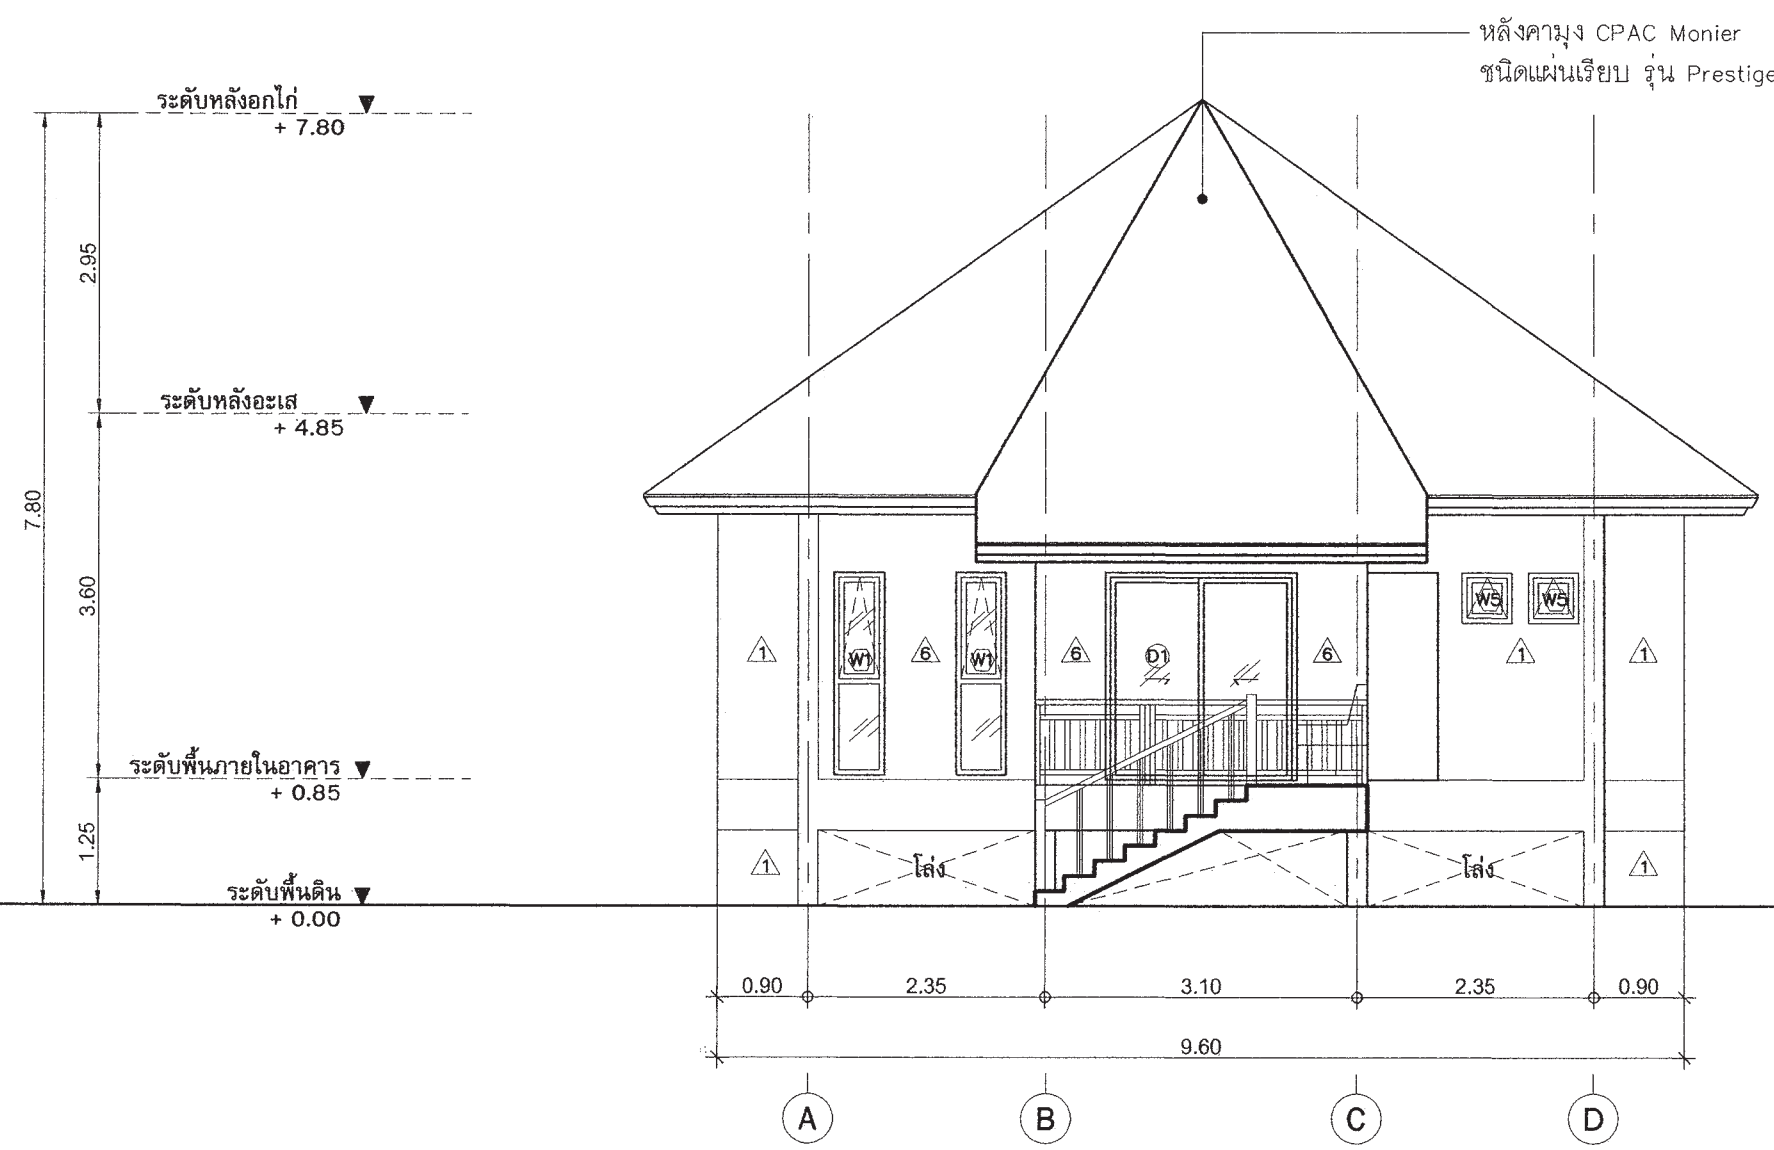 หลังคามุง CPAC Monier
ชนิดแผ่นเรียบ รุ่น Prestige
ระดับหลังอกไก่
+ 7.80
2.95
ระดับหลังอะเส
+ 4.85
7.80
3.60
W1
W1
W5
W5
1
6
6
D1
6
1
1
ระดับพื้นภายในอาคาร
+ 0.85
1.25
1
โล่ง
โล่ง
1
ระดับพื้นดิน
+ 0.00
0.90
2.35
3.10
2.35
0.90
9.60
A
B
C
D